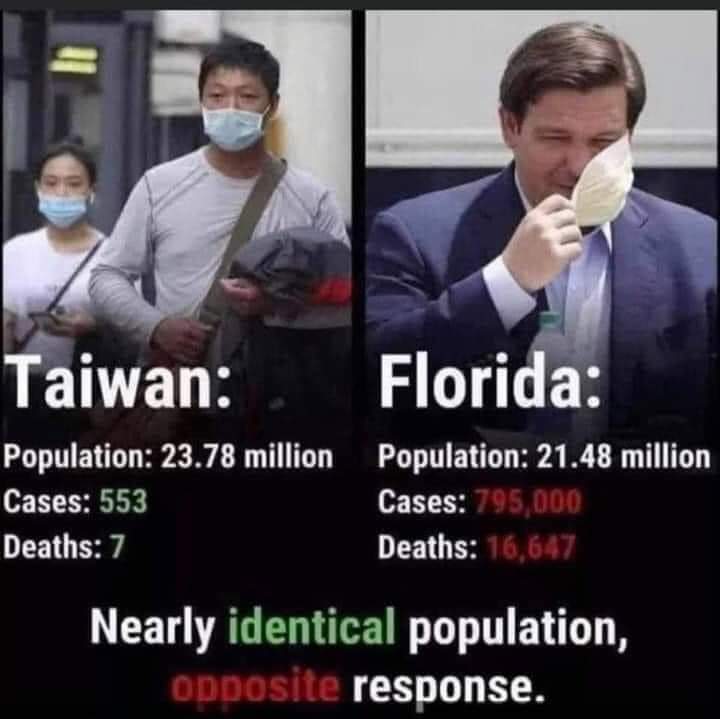 Taiwan:
Population: 23.78 million
Cases: 553
Deaths: 7
Florida:
Population: 21.48 million
Cases: 795,000
Deaths: 16,647
Nearly identical population,
opposite response.